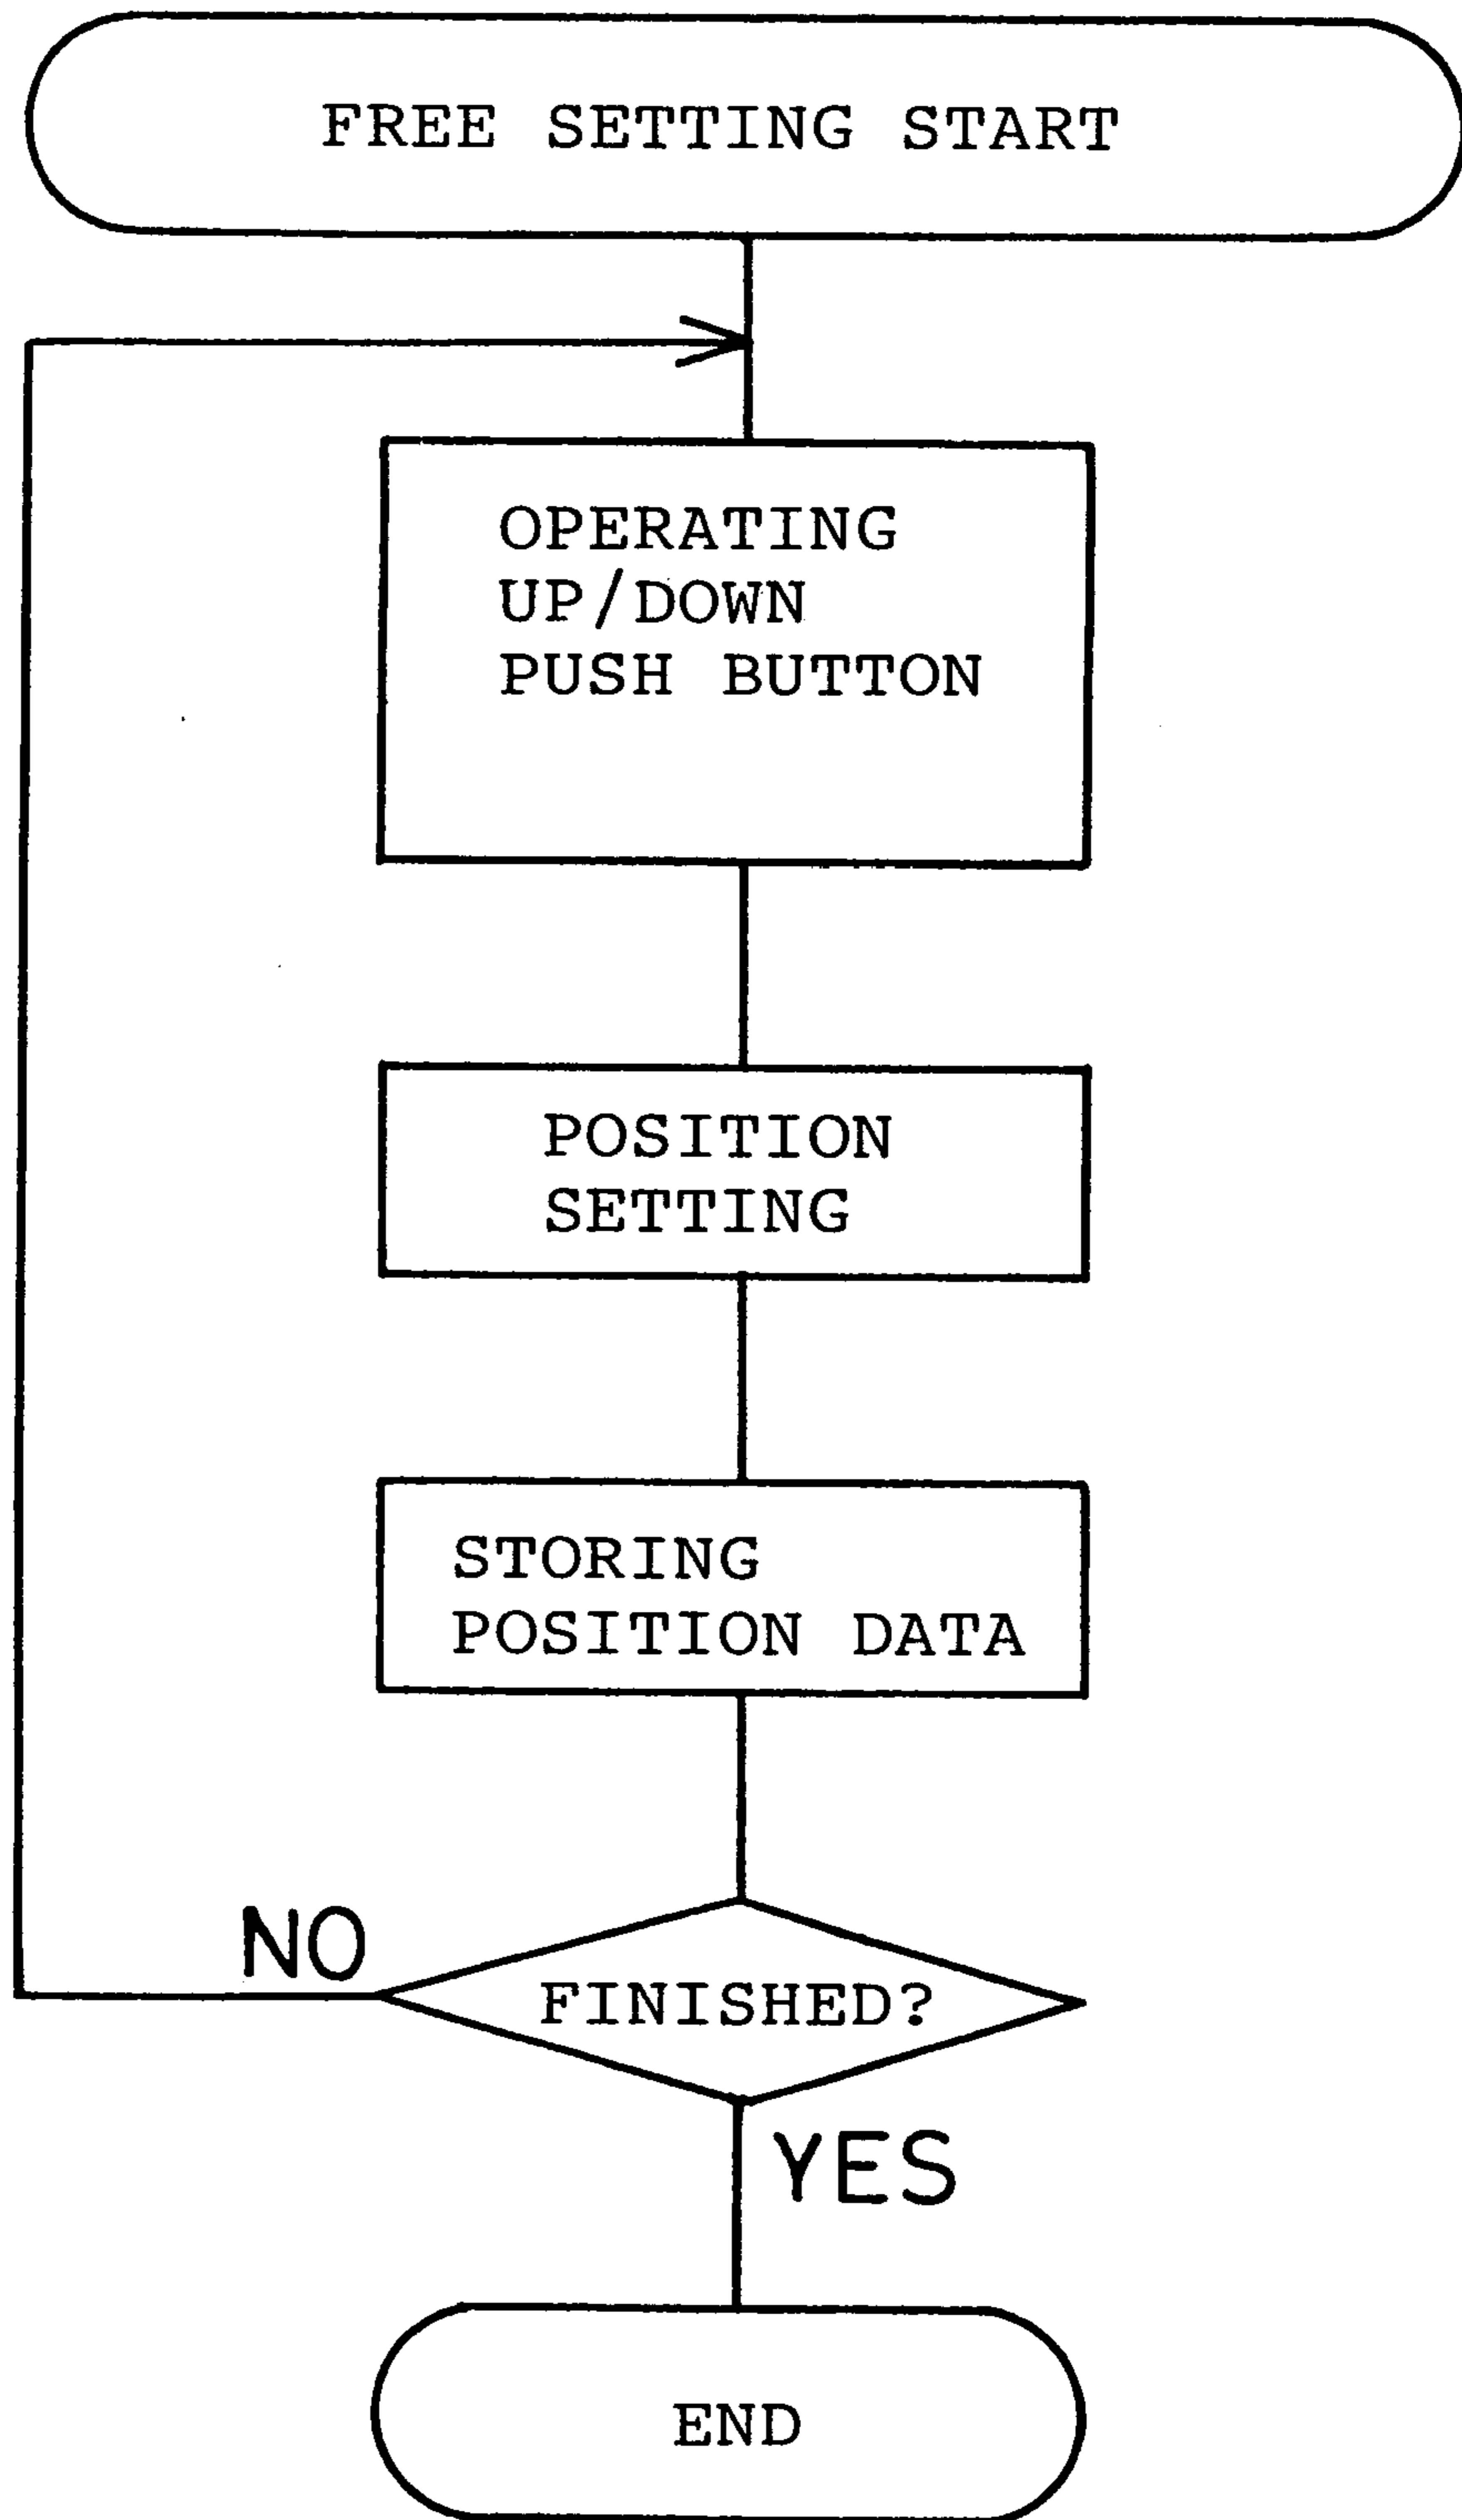 FREE SETTING START
OPERATING
UP/DOWN
PUSH BUTTON
POSITION
SETTING
STORING
POSITION DATA
NO
FINISHED?
YES
END